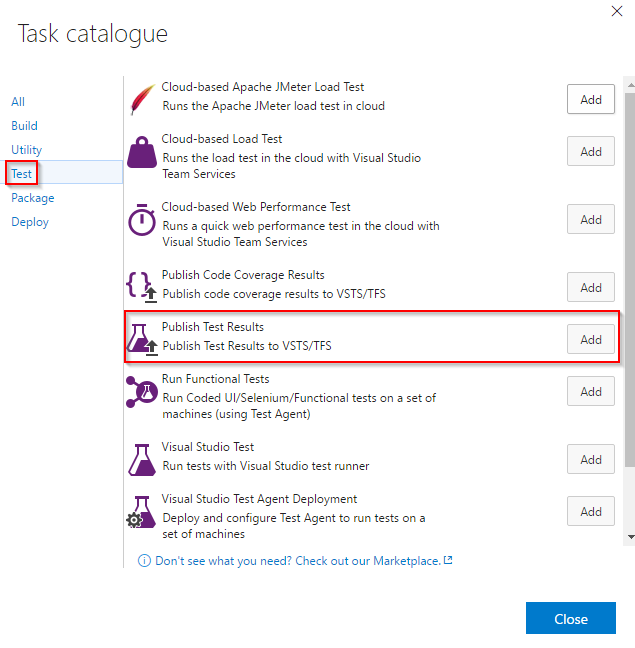 Task catalogue
All
Build
Utility
Test
Package
Deploy
Cloud-based Apache JMeter Load Test
Runs the Apache JMeter load test in cloud
Add
Cloud-based Load Test
Runs the load test in the cloud with Visual Studio
Team Services
Add
Cloud-based Web Performance Test
Runs a quick web performance test in the cloud with
Visual Studio Team Services
Add
Publish Code Coverage Results
Publish code coverage results to VSTS/TFS
Add
Publish Test Results
Publish Test Results to VSTS/TFS
Add
Run Functional Tests
Run Coded UI/Selenium/Functional tests on a set of
machines (using Test Agent)
Add
Visual Studio Test
Run tests with Visual Studio test runner
Add
Visual Studio Test Agent Deployment
Deploy and configure Test Agent to run tests on a
set of machines
Add
Don't see what you need? Check out our Marketplace.
Close